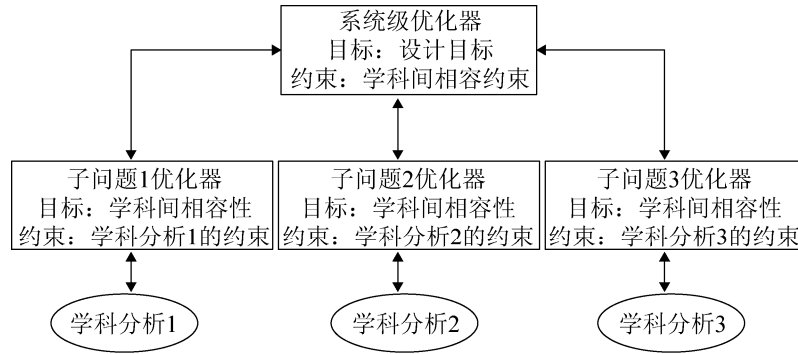 系统级优化器
目标：设计目标
约束：学科间相容约束
子问题1优化器
目标：学科间相容性
约束：学科分析1的约束
子问题2优化器
目标：学科间相容性
约束：学科分析2的约束
子问题3优化器
目标：学科间相容性
约束：学科分析3的约束
学科分析1
学科分析2
学科分析3